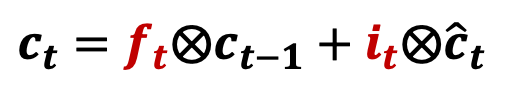 c_t = f_t⊗c_{t−1} + i_t⊗ĉ_t